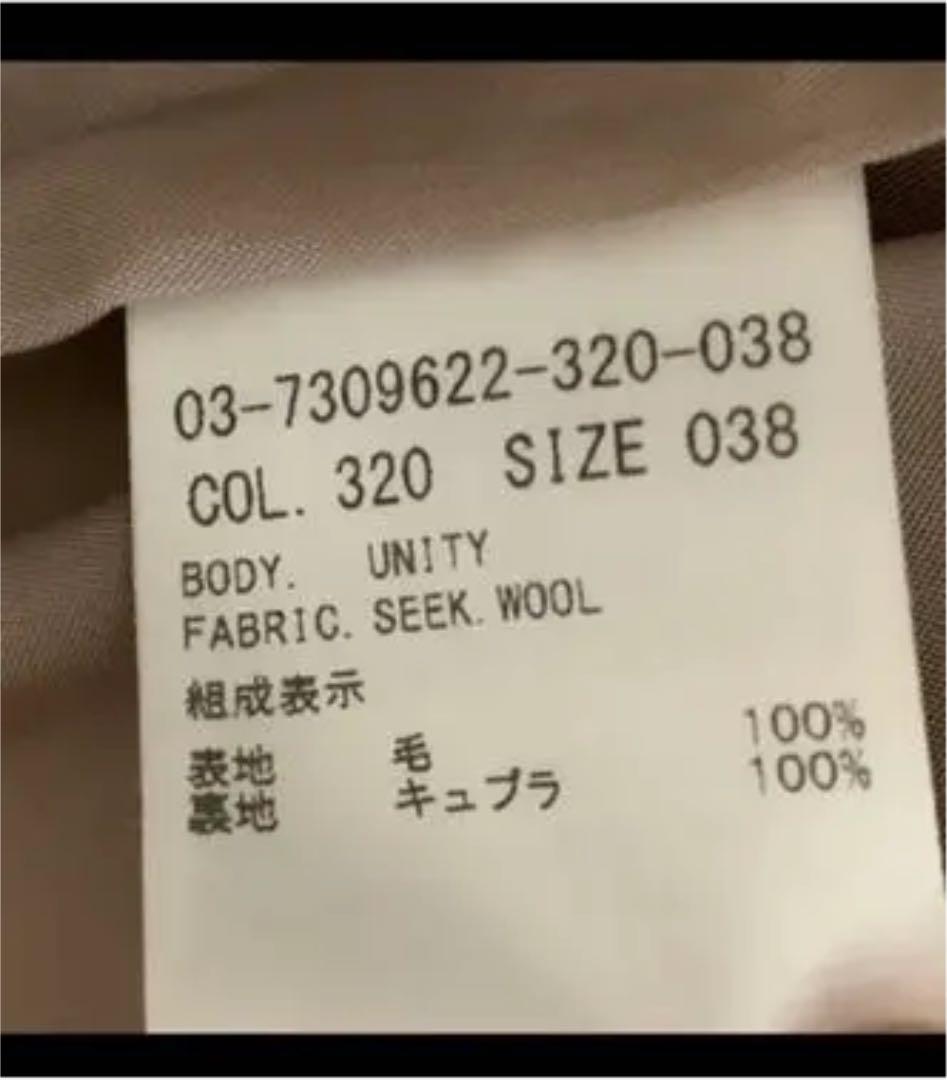 03-7309622-320-038
COL. 320 SIZE 038
BODY. UNITY
FABRIC. SEEK. WOOL
組成表示
表地 毛 100%
裏地 キュプラ 100%